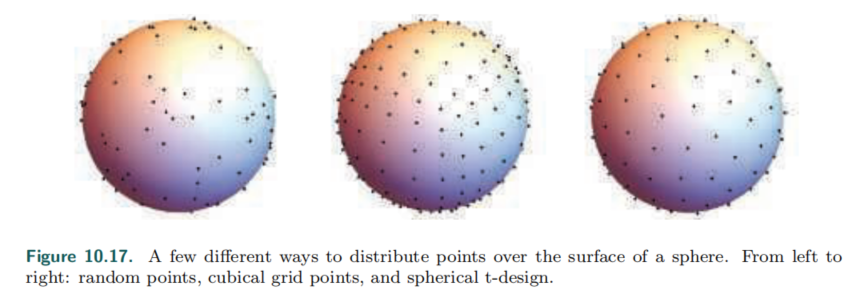 Figure 10.17. A few different ways to distribute points over the surface of a sphere. From left to
right: random points, cubical grid points, and spherical t-design.